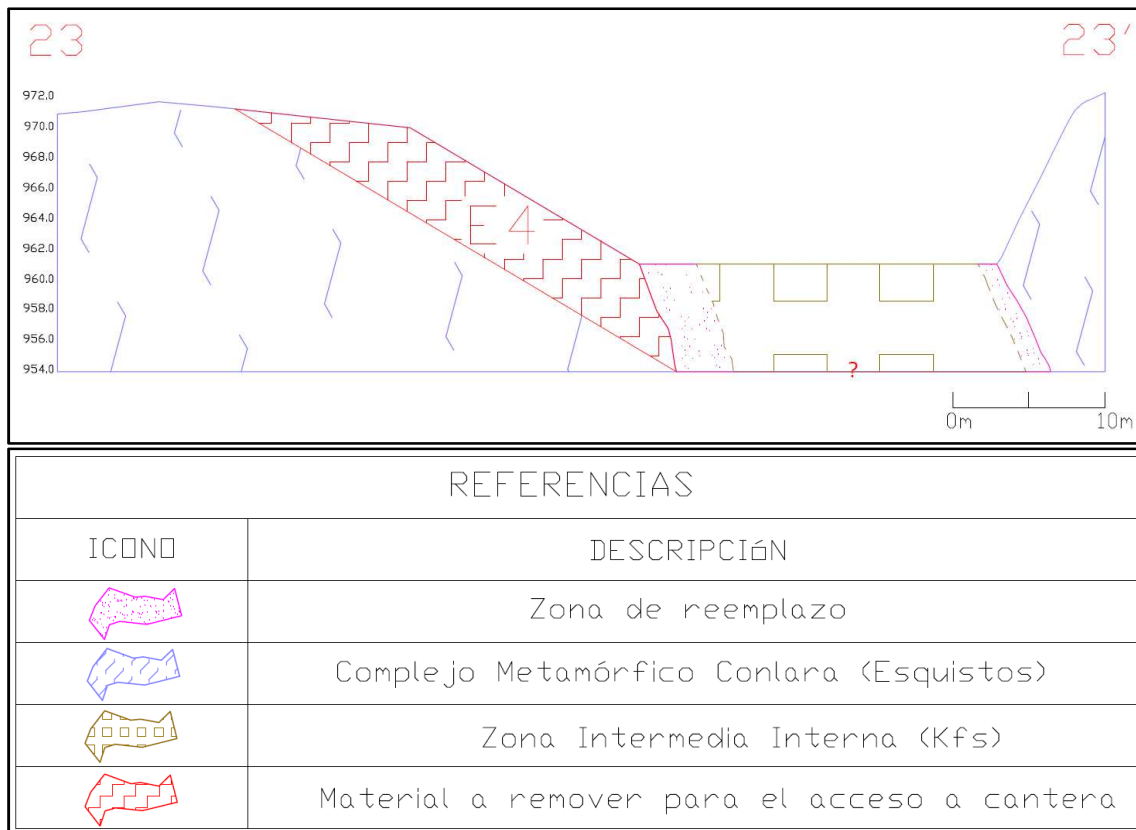 23 23'
972.0
970.0
968.0
966.0
964.0
962.0
960.0
958.0
956.0
954.0
E4
?
0m 10m
REFERENCIAS
ICONO DESCRIPCIóN
Zona de reemplazo
Complejo Metamórfico Conlara (Esquistos)
Zona Intermedia Interna (Kfs)
Material a remover para el acceso a cantera